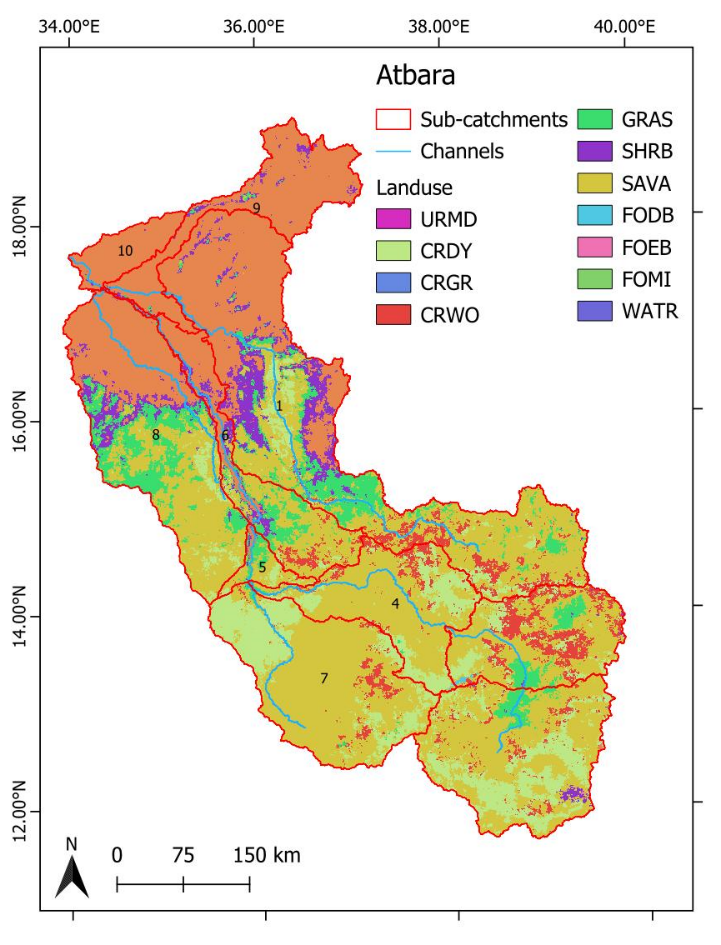 34.00°E 36.00°E 38.00°E 40.00°E
Atbara
Sub-catchments
Channels
Landuse
URMD
CRDY
CRGR
CRWO
GRAS
SHRB
SAVA
FODB
FOEB
FOMI
WATR
18.00°N
16.00°N
14.00°N
12.00°N
9
10
1
6
8
5
4
7
N
0 75 150 km